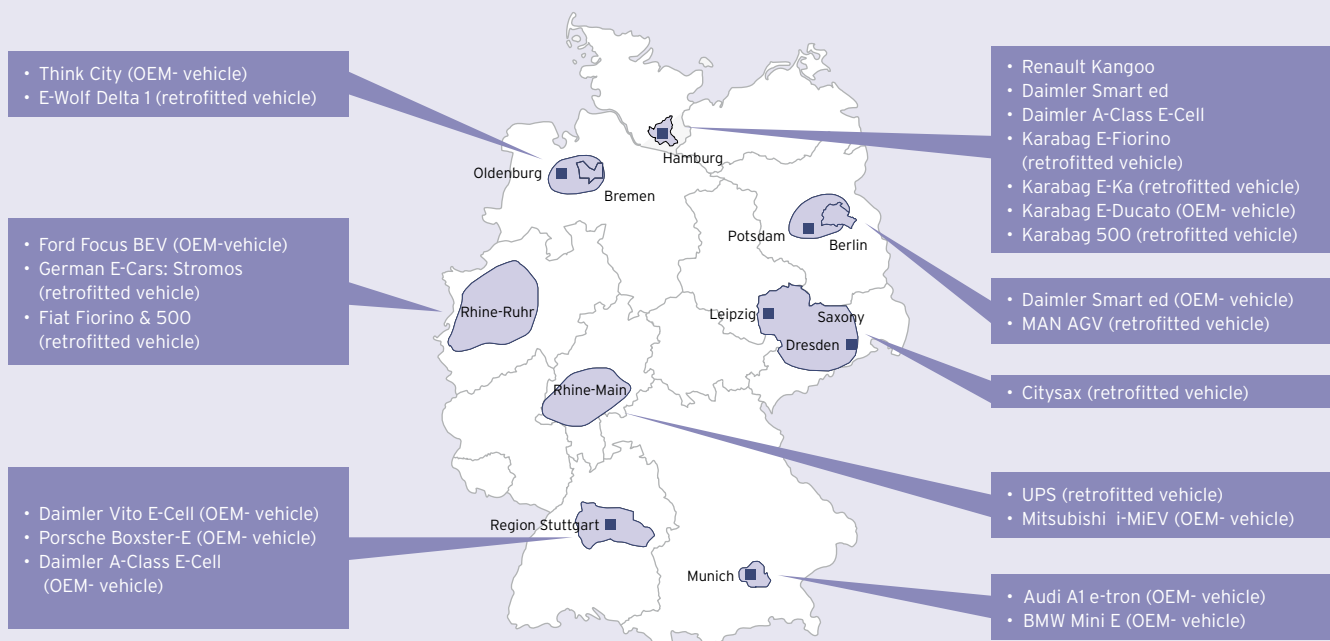 • Think City (OEM- vehicle)
• E-Wolf Delta 1 (retrofitted vehicle)
• Ford Focus BEV (OEM-vehicle)
• German E-Cars: Stromos
(retrofitted vehicle)
• Fiat Fiorino & 500
(retrofitted vehicle)
• Daimler Vito E-Cell (OEM- vehicle)
• Porsche Boxster-E (OEM- vehicle)
• Daimler A-Class E-Cell
(OEM- vehicle)
Hamburg
Oldenburg
Bremen
Potsdam
Berlin
Rhine-Ruhr
Leipzig
Saxony
Dresden
Rhine-Main
Region Stuttgart
Munich
• Renault Kangoo
• Daimler Smart ed
• Daimler A-Class E-Cell
• Karabag E-Fiorino
(retrofitted vehicle)
• Karabag E-Ka (retrofitted vehicle)
• Karabag E-Ducato (OEM- vehicle)
• Karabag 500 (retrofitted vehicle)
• Daimler Smart ed (OEM- vehicle)
• MAN AGV (retrofitted vehicle)
• Citysax (retrofitted vehicle)
• UPS (retrofitted vehicle)
• Mitsubishi i-MiEV (OEM- vehicle)
• Audi A1 e-tron (OEM- vehicle)
• BMW Mini E (OEM- vehicle)